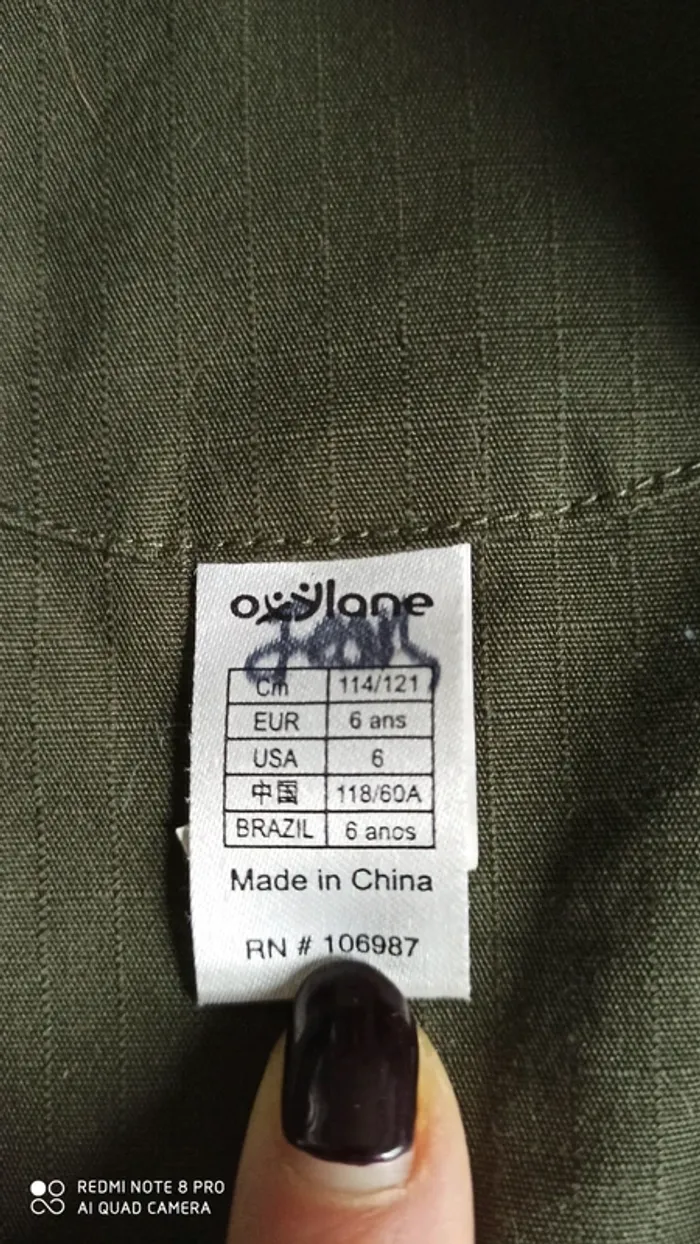 oxylane
Cm 114/121
EUR 6 ans
USA 6
中国 118/60A
BRAZIL 6 anos
Made in China
RN # 106987
REDMI NOTE 8 PRO
AI QUAD CAMERA